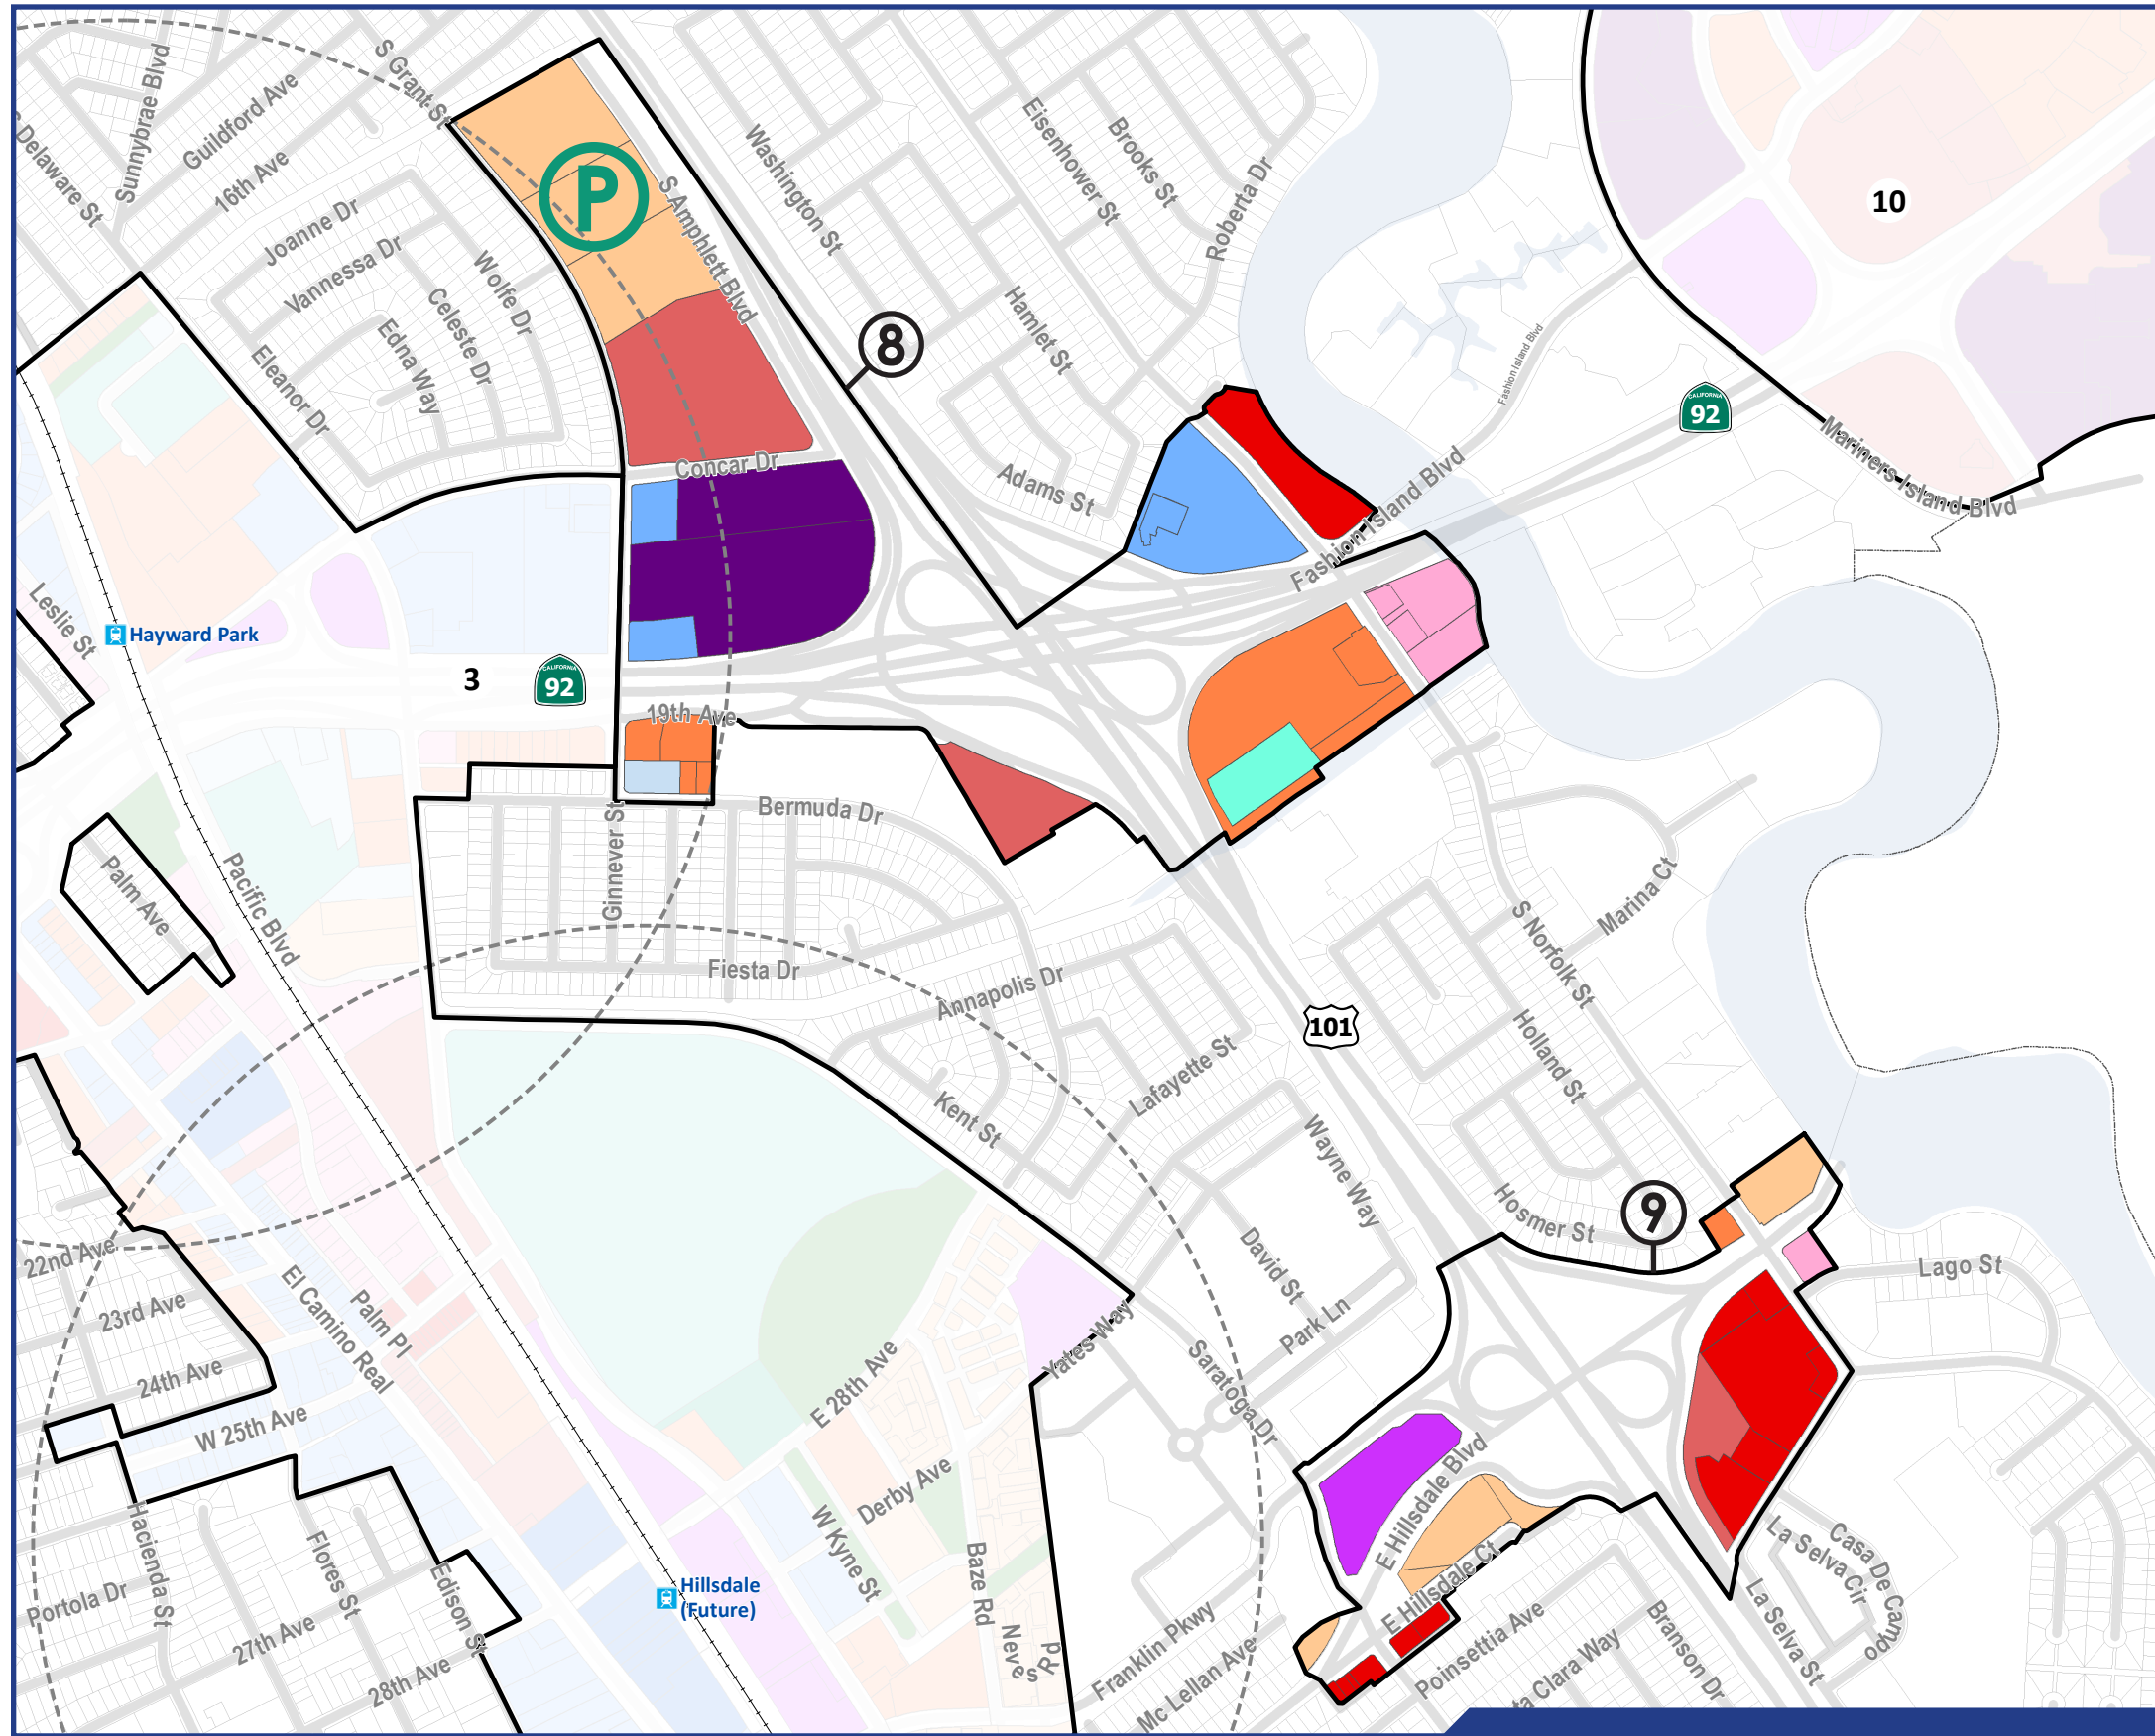 S Grant St
Sunnybrae Blvd
Guildford Ave
S Delaware St
16th Ave
Joanne Dr
Vannessa Dr
Wolfe Dr
Celeste Dr
Edna Way
Eleanor Dr
P
S Amphlett Blvd
Washington St
Eisenhower St
Brooks St
Roberta Dr
Hamlet St
8
10
Fashion Island Blvd
CALIFORNIA
92
Mariners Island Blvd
Concar Dr
Adams St
Fashion Island Blvd
Leslie St
Hayward Park
3
CALIFORNIA
92
19th Ave
Bermuda Dr
Ginnever St
Palm Ave
Pacific Blvd
Fiesta Dr
Annapolis Dr
Marina Ct
S Norfolk St
101
Holland St
Lafayette St
Kent St
Wayne Way
Hosmer St
9
Lago St
22nd Ave
23rd Ave
24th Ave
W 25th Ave
El Camino Real
Palm Pl
David St
Park Ln
Yates Way
Saratoga Dr
E 28th Ave
Derby Ave
W Kyne St
Baze Rd
Neves Rd
E Hillsdale Blvd
E Hillsdale Ct
Hillsdale
(Future)
Hacienda St
Flores St
Edison St
Portola Dr
27th Ave
28th Ave
Franklin Pkwy
Mc Lellan Ave
Poinsettia Ave
ta Clara Way
Branson Dr
La Selva St
La Selva Cir
Casa De Campo